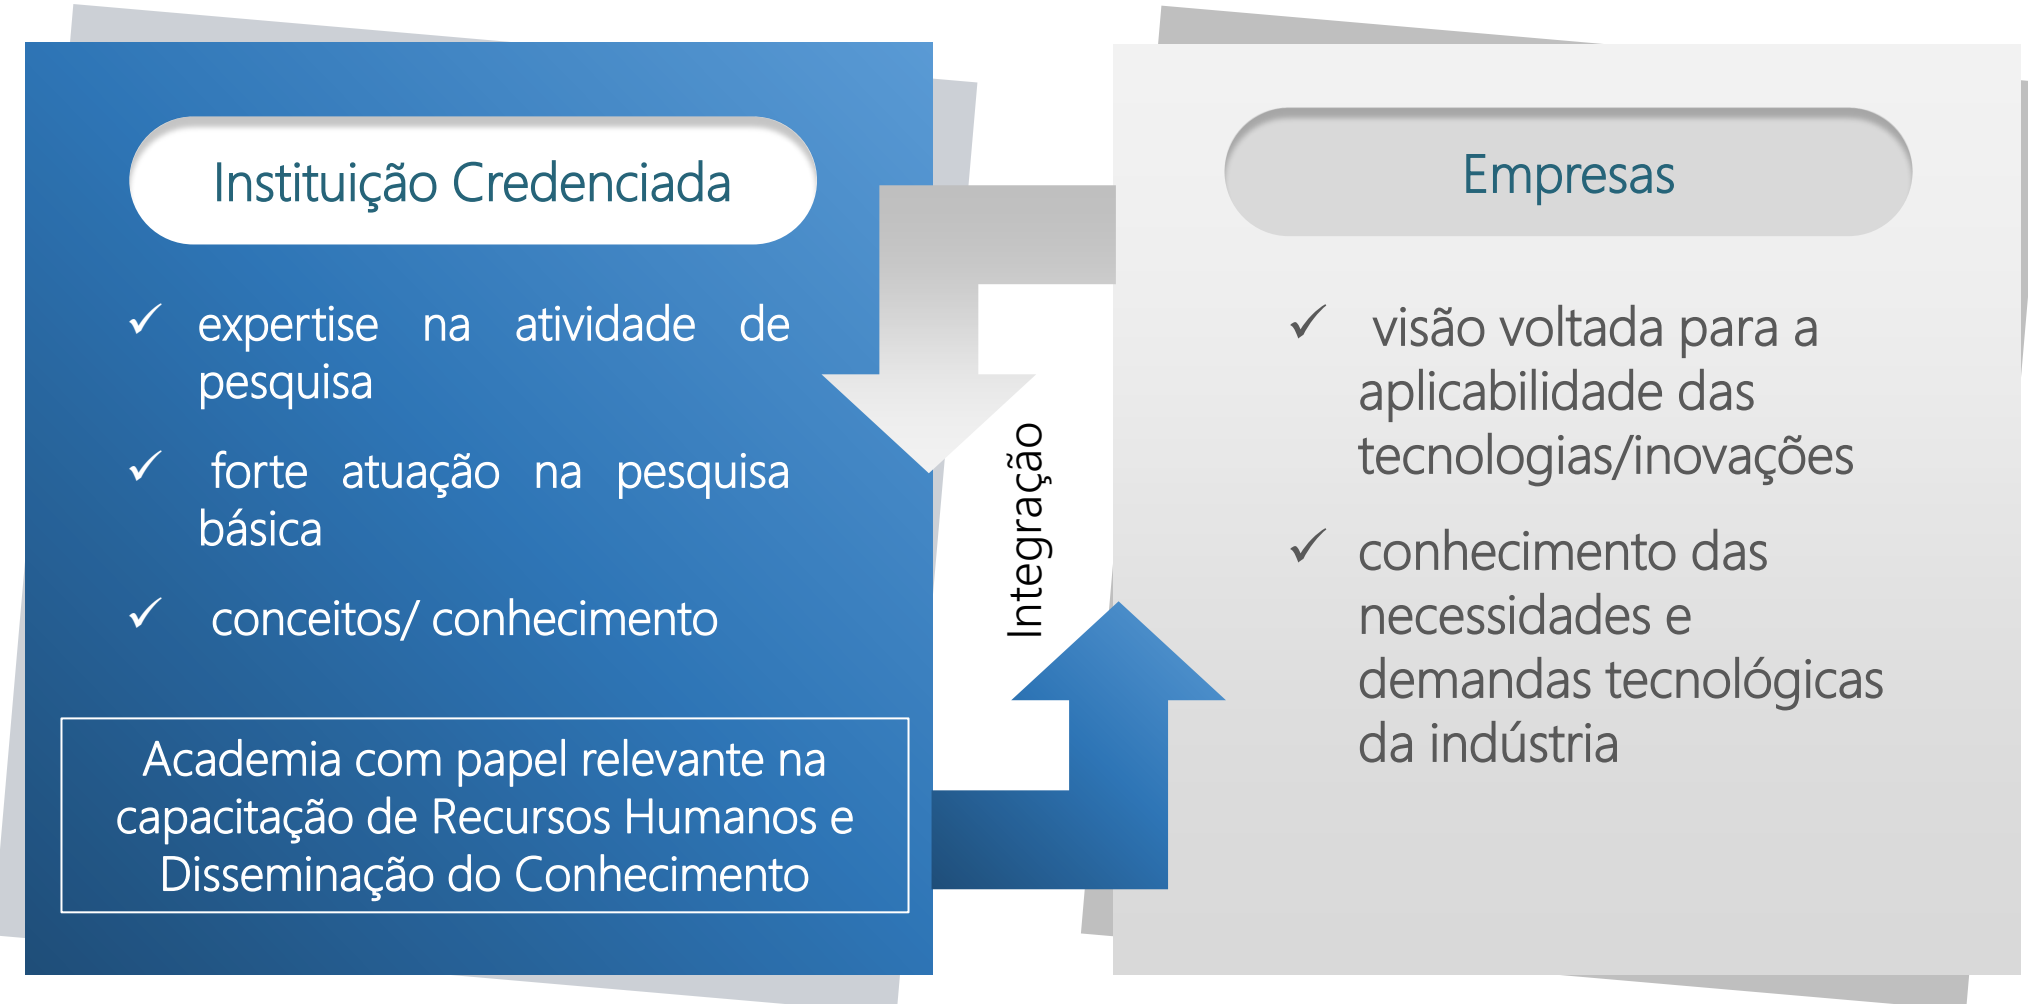 Instituição Credenciada
✓ expertise na atividade de
pesquisa
✓ forte atuação na pesquisa
básica
✓ conceitos/ conhecimento
Academia com papel relevante na
capacitação de Recursos Humanos e
Disseminação do Conhecimento
Integração
Empresas
✓ visão voltada para a
aplicabilidade das
tecnologias/inovações
✓ conhecimento das
necessidades e
demandas tecnológicas
da indústria